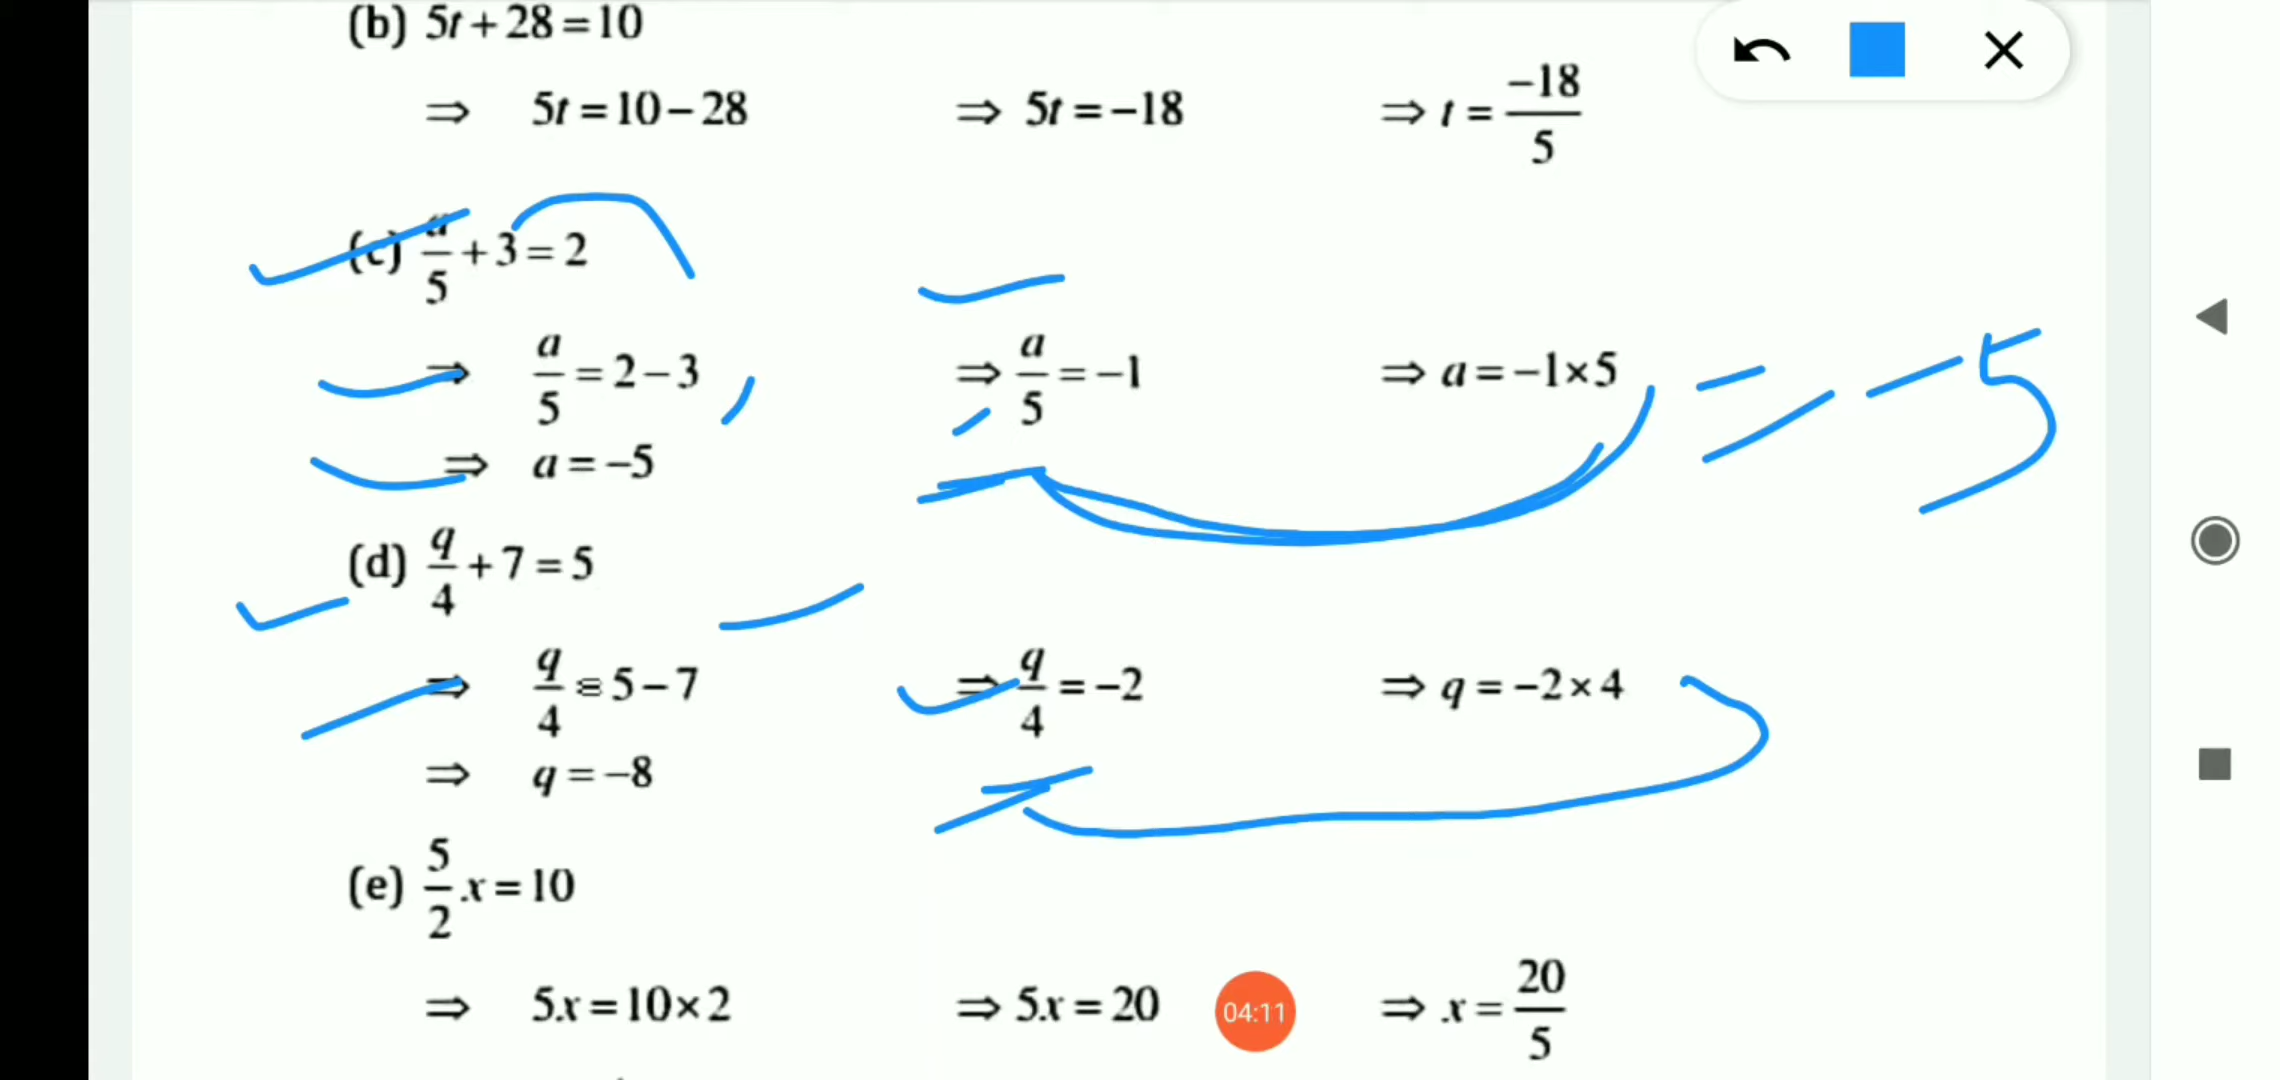 (b) 5t + 28 = 10
⇒ 5t = 10 − 28 ⇒ 5t = −18 ⇒ t = −18/5
(c) a/5 + 3 = 2
⇒ a/5 = 2 − 3 ⇒ a/5 = −1 ⇒ a = −1 × 5 = −5
⇒ a = −5
(d) q/4 + 7 = 5
⇒ q/4 = 5 − 7 ⇒ q/4 = −2 ⇒ q = −2 × 4
⇒ q = −8
(e) 5/2 x = 10
⇒ 5x = 10 × 2 ⇒ 5x = 20 04:11 ⇒ x = 20/5